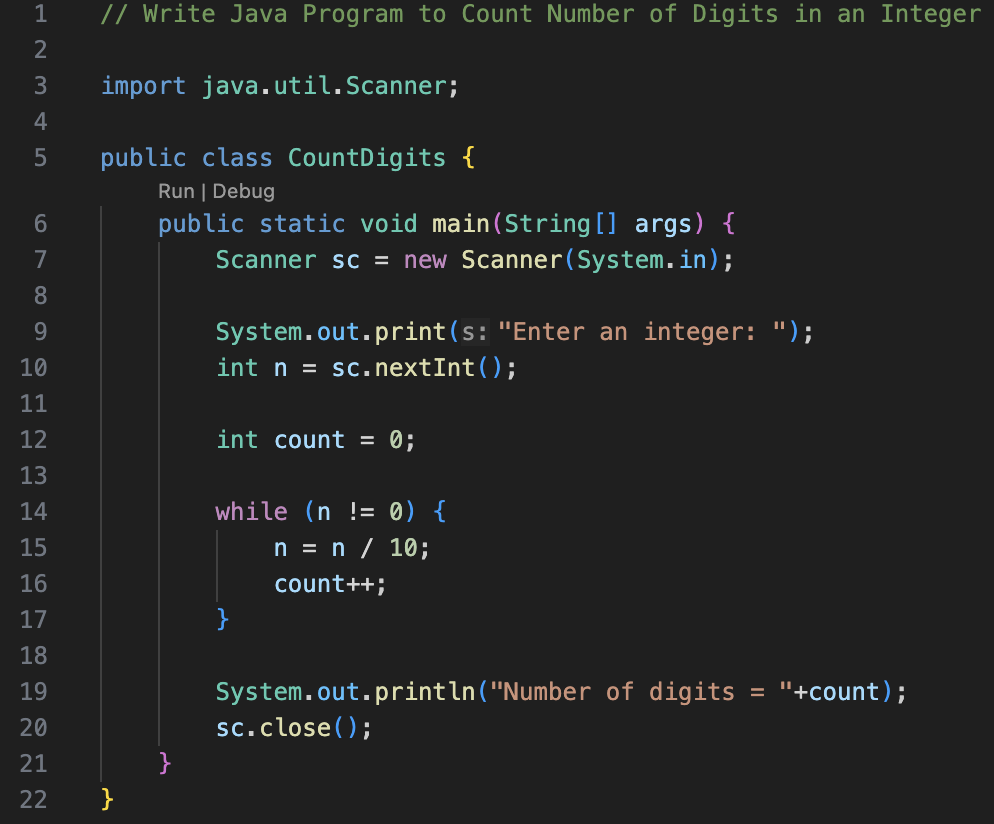 1 // Write Java Program to Count Number of Digits in an Integer
2
3 import java.util.Scanner;
4
5 public class CountDigits {
Run | Debug
6 public static void main(String[] args) {
7 Scanner sc = new Scanner(System.in);
8
9 System.out.print(s: "Enter an integer: ");
10 int n = sc.nextInt();
11
12 int count = 0;
13
14 while (n != 0) {
15 n = n / 10;
16 count++;
17 }
18
19 System.out.println("Number of digits = "+count);
20 sc.close();
21 }
22 }